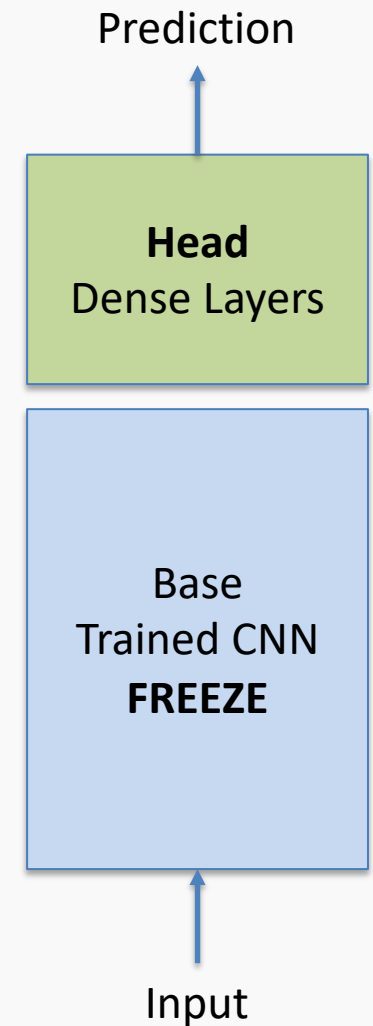 Prediction
Head
Dense Layers
Base
Trained CNN
FREEZE
Input